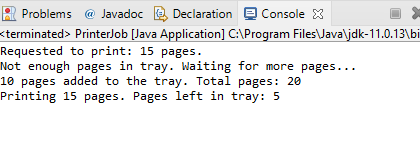 Problems @ Javadoc Declaration Console
<terminated> PrinterJob [Java Application] C:\Program Files\Java\jdk-11.0.13\bi
Requested to print: 15 pages.
Not enough pages in tray. Waiting for more pages...
10 pages added to the tray. Total pages: 20
Printing 15 pages. Pages left in tray: 5